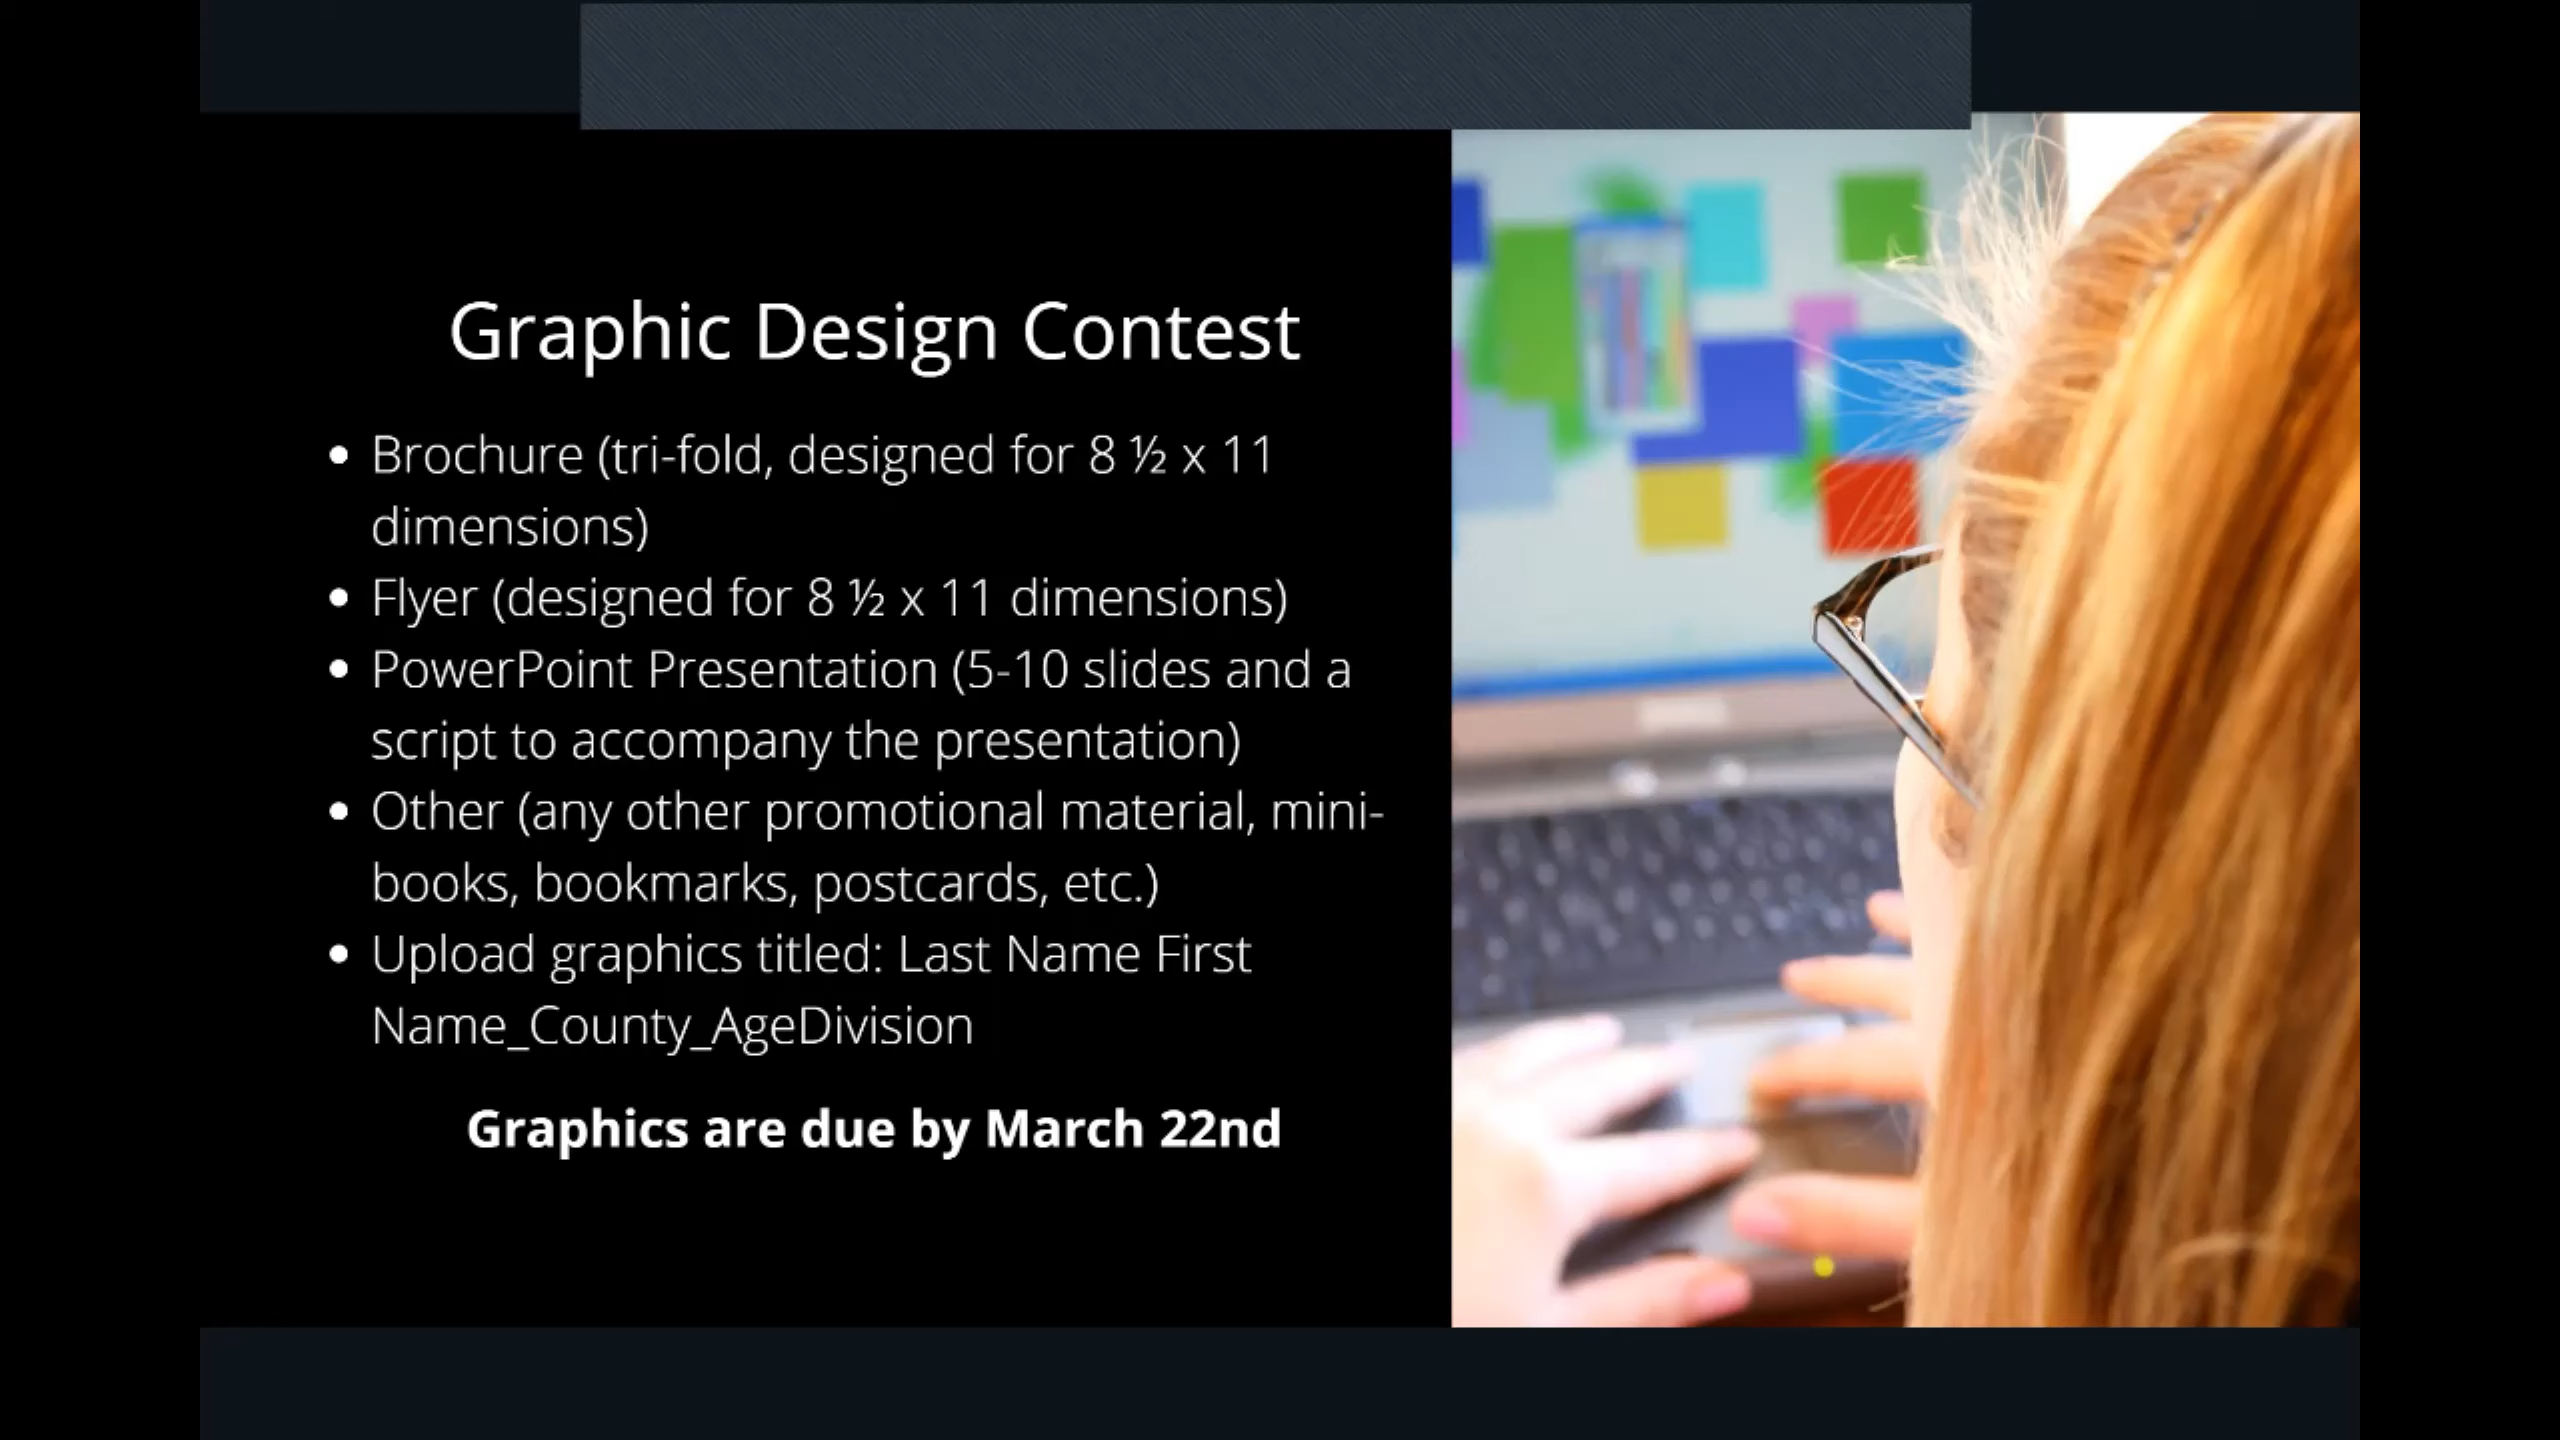 Graphic Design Contest
• Brochure (tri-fold, designed for 8 ½ x 11
dimensions)
• Flyer (designed for 8 ½ x 11 dimensions)
• PowerPoint Presentation (5-10 slides and a
script to accompany the presentation)
• Other (any other promotional material, mini-
books, bookmarks, postcards, etc.)
• Upload graphics titled: Last Name First
Name_County_AgeDivision
Graphics are due by March 22nd